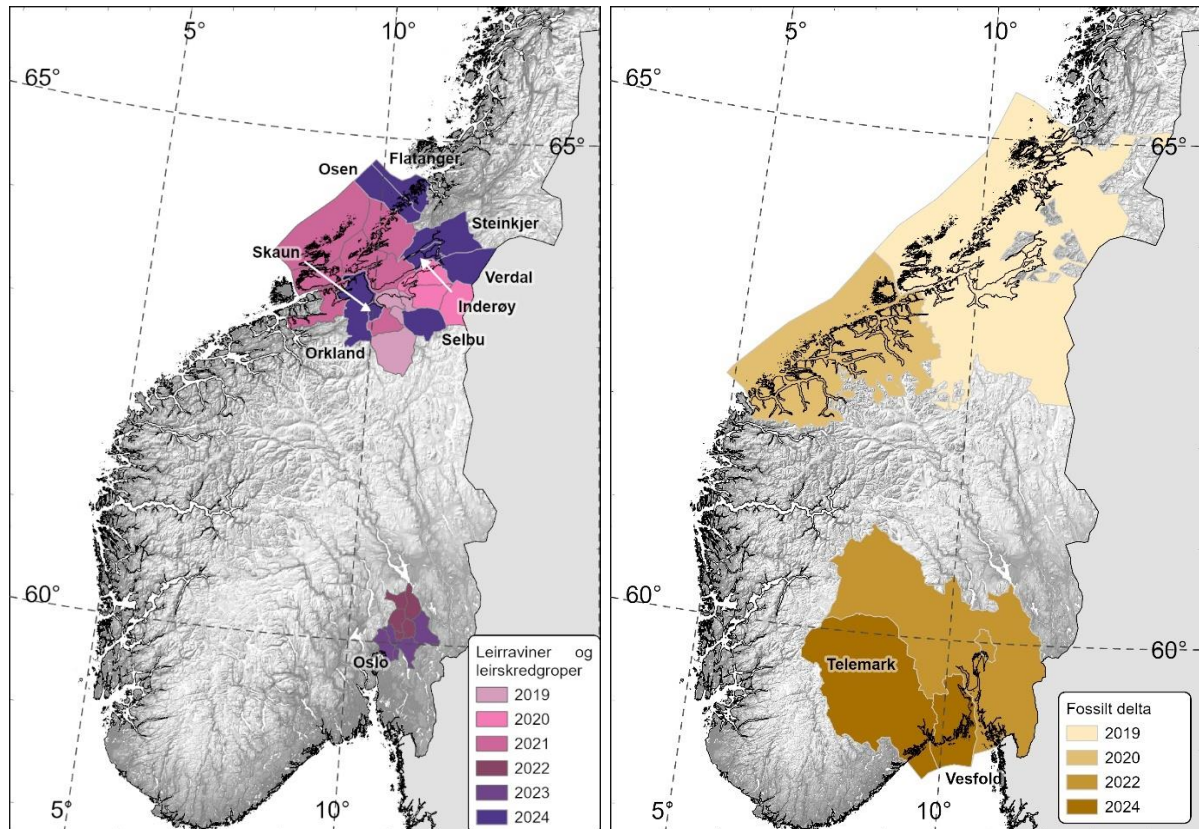 5°
10°
65°
65°
Flatanger
Osen
Steinkjer
Skaun
Verdal
Inderøy
Selbu
Orkland
60°
Oslo
Leirraviner og
leirskredgroper
2019
2020
2021
2022
2023
2024
5°
10°
5°
10°
65°
65°
60°
60°
Telemark
Vesfold
Fossilt delta
2019
2020
2022
2024
5°
10°